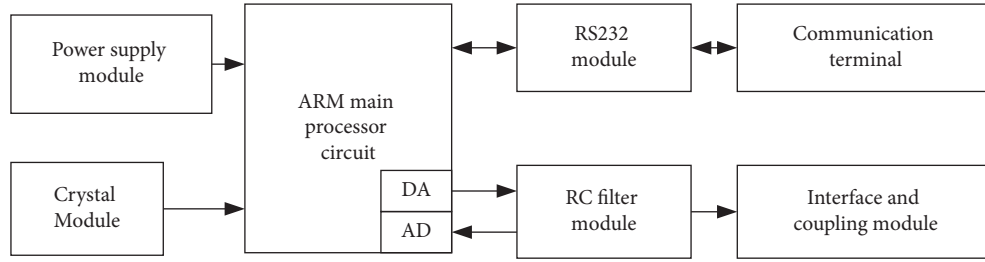 Power supply
module
ARM main
processor
circuit
RS232
module
Communication
terminal
Crystal
Module
DA
AD
RC filter
module
Interface and
coupling module